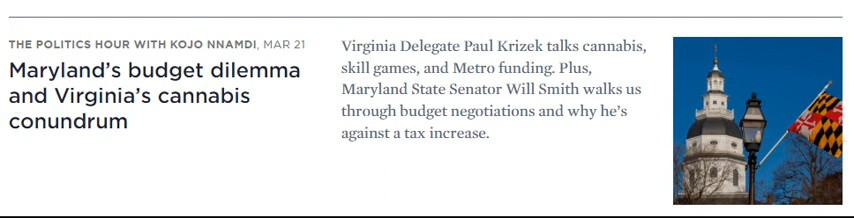 THE POLITICS HOUR WITH KOJO NNAMDI, MAR 21
Maryland’s budget dilemma
and Virginia’s cannabis
conundrum
Virginia Delegate Paul Krizek talks cannabis,
skill games, and Metro funding. Plus,
Maryland State Senator Will Smith walks us
through budget negotiations and why he’s
against a tax increase.